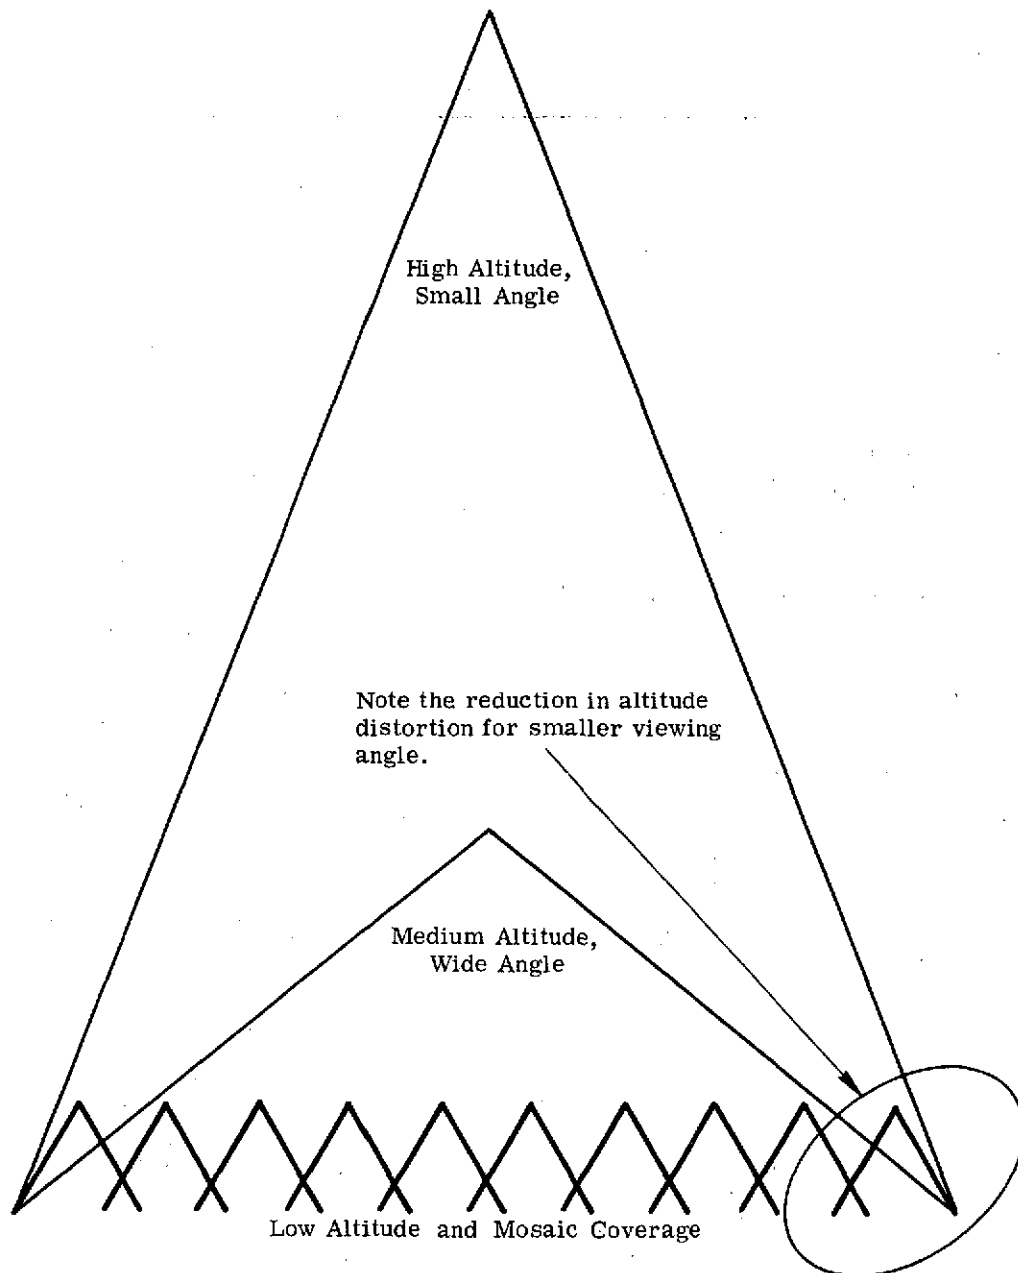 High Altitude,
Small Angle
Note the reduction in altitude
distortion for smaller viewing
angle.
Medium Altitude,
Wide Angle
Low Altitude and Mosaic Coverage